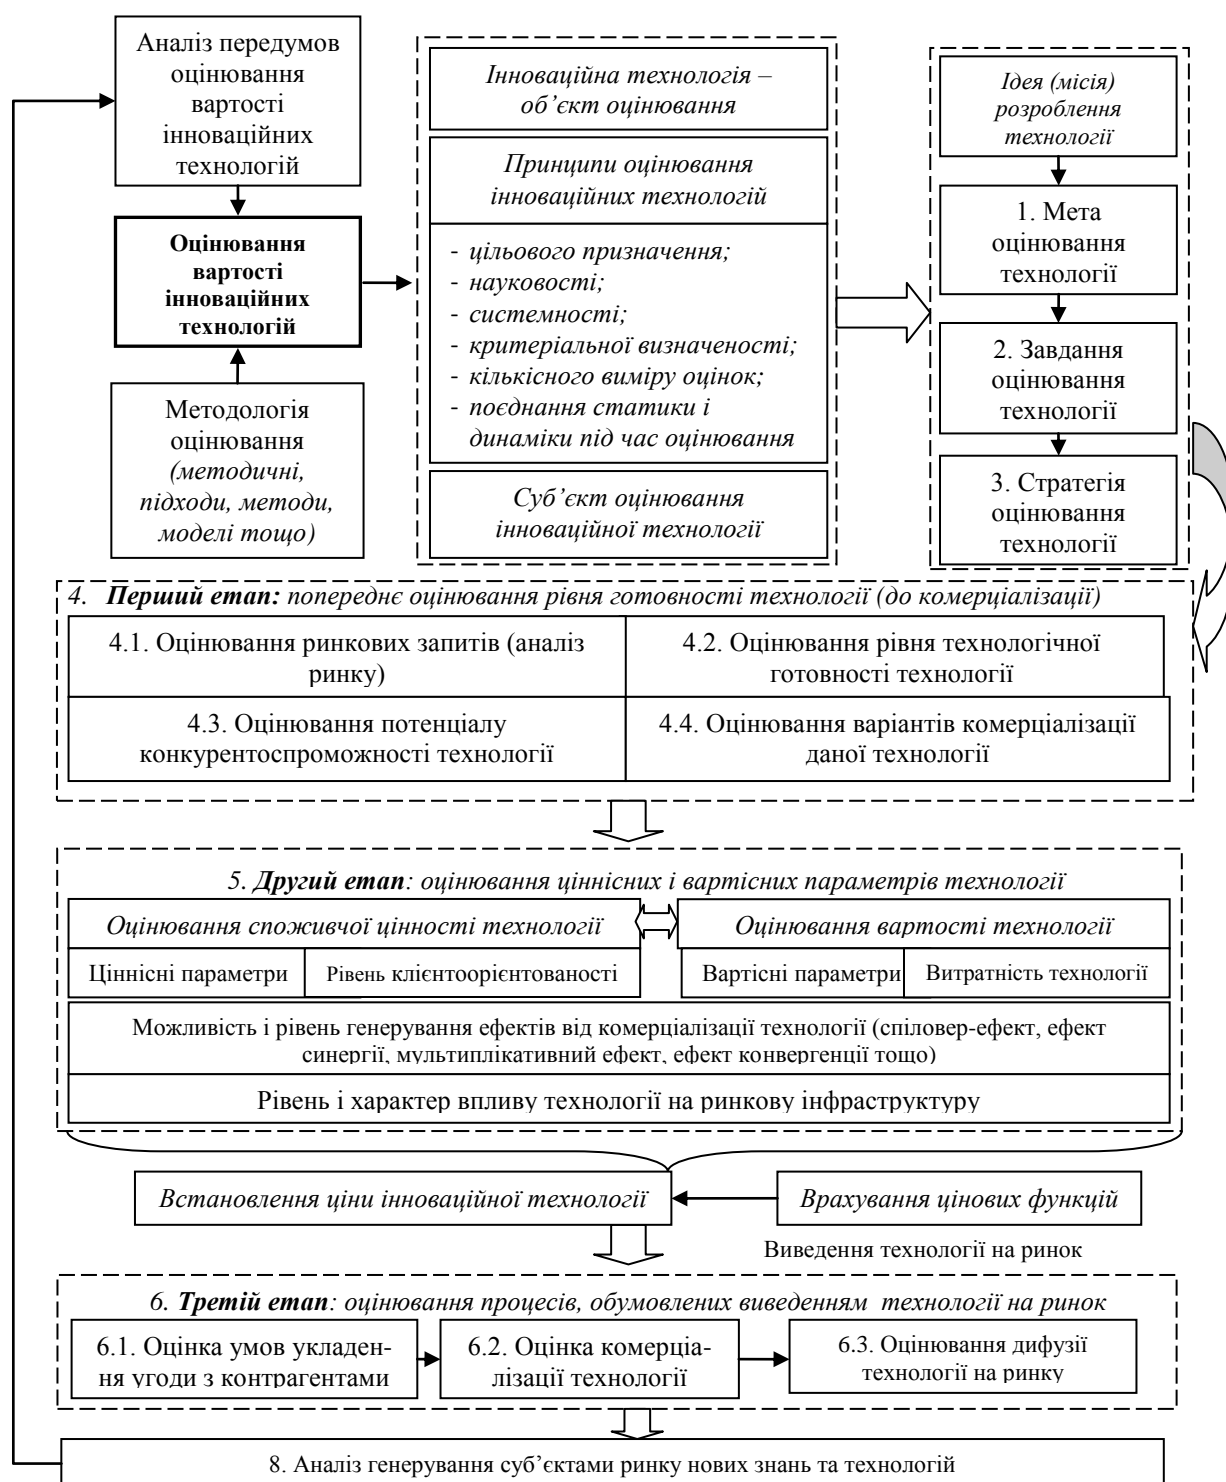 Аналіз передумов
оцінювання
вартості
інноваційних
технологій
Оцінювання
вартості
інноваційних
технологій
Методологія
оцінювання
(методичні,
підходи, методи,
моделі тощо)
Інноваційна технологія –
об’єкт оцінювання
Принципи оцінювання
інноваційних технологій
- цільового призначення;
- науковості;
- системності;
- критеріальної визначеності;
- кількісного виміру оцінок;
- поєднання статики і
динаміки під час оцінювання
Суб’єкт оцінювання
інноваційної технології
Ідея (місія)
розроблення
технології
1. Мета
оцінювання
технології
2. Завдання
оцінювання
технології
3. Стратегія
оцінювання
технології
4. Перший етап: попереднє оцінювання рівня готовності технології (до комерціалізації)
4.1. Оцінювання ринкових запитів (аналіз
ринку)
4.2. Оцінювання рівня технологічної
готовності технології
4.3. Оцінювання потенціалу
конкурентоспроможності технології
4.4. Оцінювання варіантів комерціалізації
даної технології
5. Другий етап: оцінювання ціннісних і вартісних параметрів технології
Оцінювання споживчої цінності технології
Оцінювання вартості технології
Ціннісні параметри
Рівень клієнтоорієнтованості
Вартісні параметри
Витратність технології
Можливість і рівень генерування ефектів від комерціалізації технології (спіловер-ефект, ефект
синергії, мультиплікативний ефект, ефект конвергенції тощо)
Рівень і характер впливу технології на ринкову інфраструктуру
Встановлення ціни інноваційної технології
Врахування цінових функцій
Виведення технології на ринок
6. Третій етап: оцінювання процесів, обумовлених виведенням технології на ринок
6.1. Оцінка умов укладен-
ня угоди з контрагентами
6.2. Оцінка комерціа-
лізації технології
6.3. Оцінювання дифузії
технології на ринку
8. Аналіз генерування суб’єктами ринку нових знань та технологій